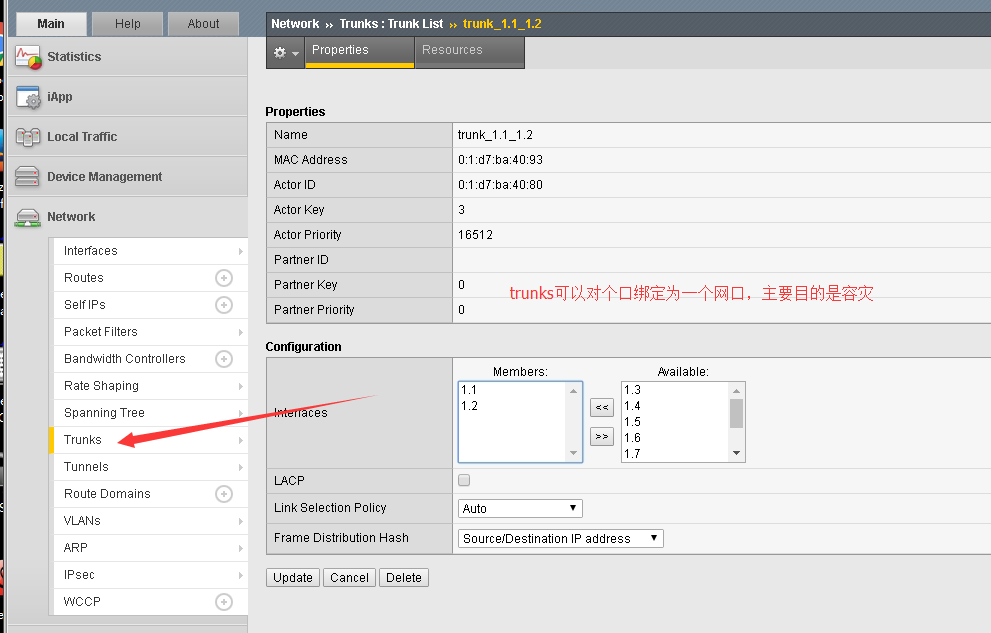 Main Help About
Network ›› Trunks : Trunk List ›› trunk_1.1_1.2
Properties Resources
Statistics
iApp
Local Traffic
Device Management
Network
Interfaces
Routes
Self IPs
Packet Filters
Bandwidth Controllers
Rate Shaping
Spanning Tree
Trunks
Tunnels
Route Domains
VLANs
ARP
IPsec
WCCP
Properties
Name trunk_1.1_1.2
MAC Address 0:1:d7:ba:40:93
Actor ID 0:1:d7:ba:40:80
Actor Key 3
Actor Priority 16512
Partner ID
Partner Key 0
trunks可以对个口绑定为一个网口，主要目的是容灾
Partner Priority 0
Configuration
Members: Available:
Interfaces
1.1
1.2
<<
>>
1.3
1.4
1.5
1.6
1.7
LACP
Link Selection Policy Auto
Frame Distribution Hash Source/Destination IP address
Update Cancel Delete